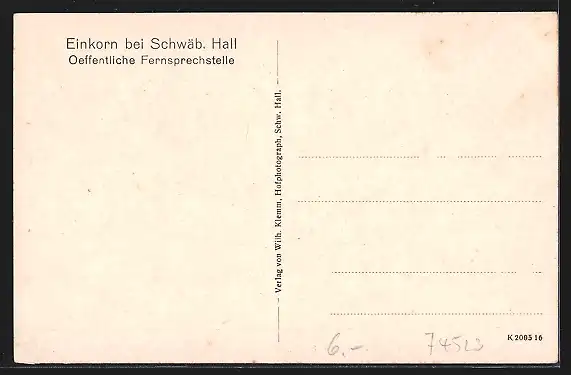 Einkorn bei Schwäb. Hall
Oeffentliche Fernsprechstelle
Verlag von Wilh. Klemm, Hofphotograph, Schw. Hall.
6.–
74523
K 2005 16